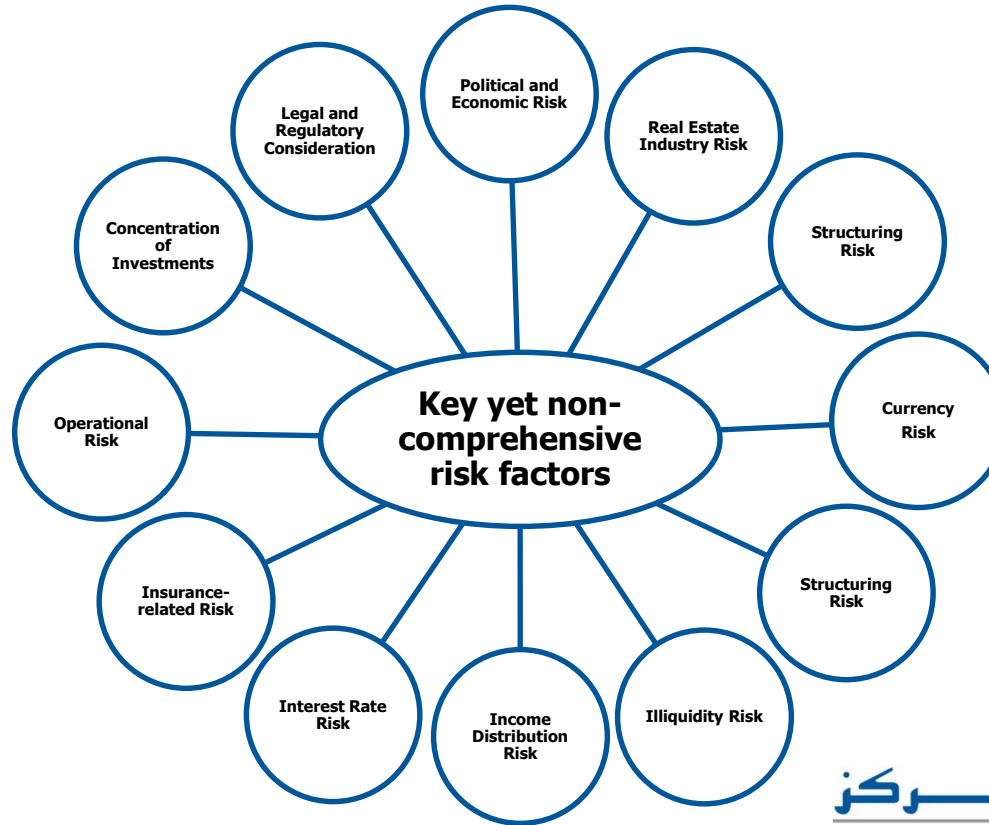 Political and
Economic Risk
Real Estate
Industry Risk
Structuring
Risk
Currency
Risk
Structuring
Risk
Illiquidity Risk
Income
Distribution
Risk
Interest Rate
Risk
Insurance-
related Risk
Operational
Risk
Concentration
of
Investments
Legal and
Regulatory
Consideration
Key yet non-
comprehensive
risk factors